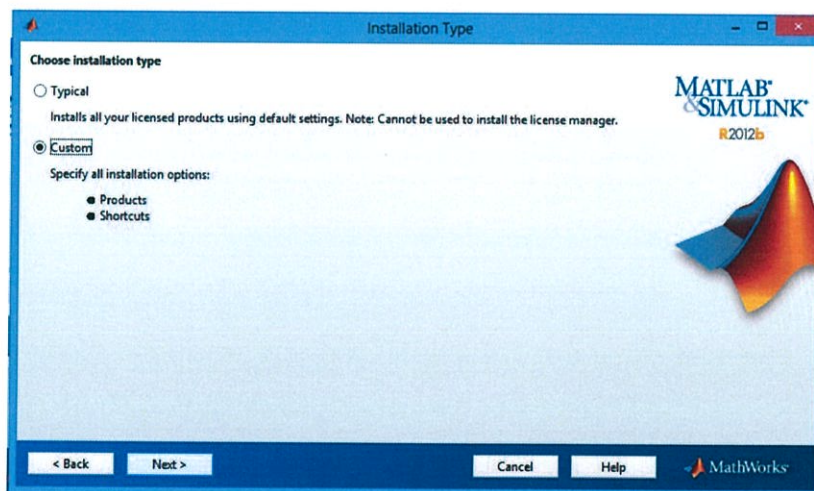 Installation Type
Choose installation type
Typical
Installs all your licensed products using default settings. Note: Cannot be used to install the license manager.
Custom
Specify all installation options:
Products
Shortcuts
MATLAB®
&SIMULINK®
R2012b
< Back
Next >
Cancel
Help
MathWorks®